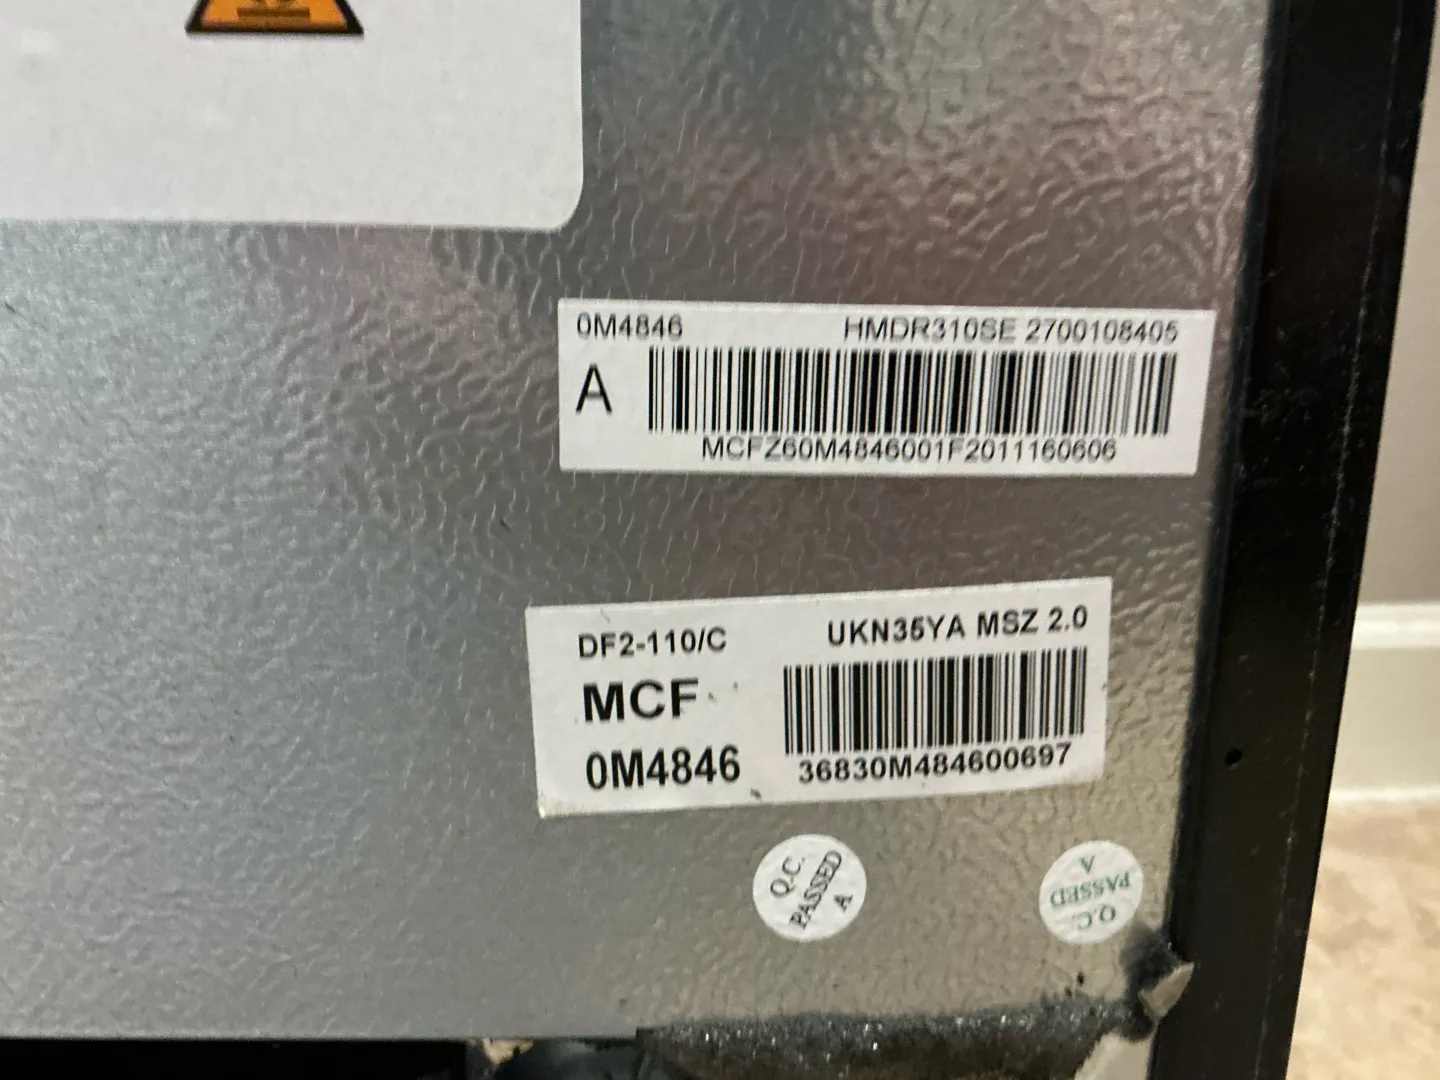 0M4846 HMDR310SE 2700108405
A
MCFZ60M4846001F2011160606
DF2-110/C UKN35YA MSZ 2.0
MCF
0M4846 36830M484600697
Q.C.
PASSED
A
Q.C.
PASSED
A